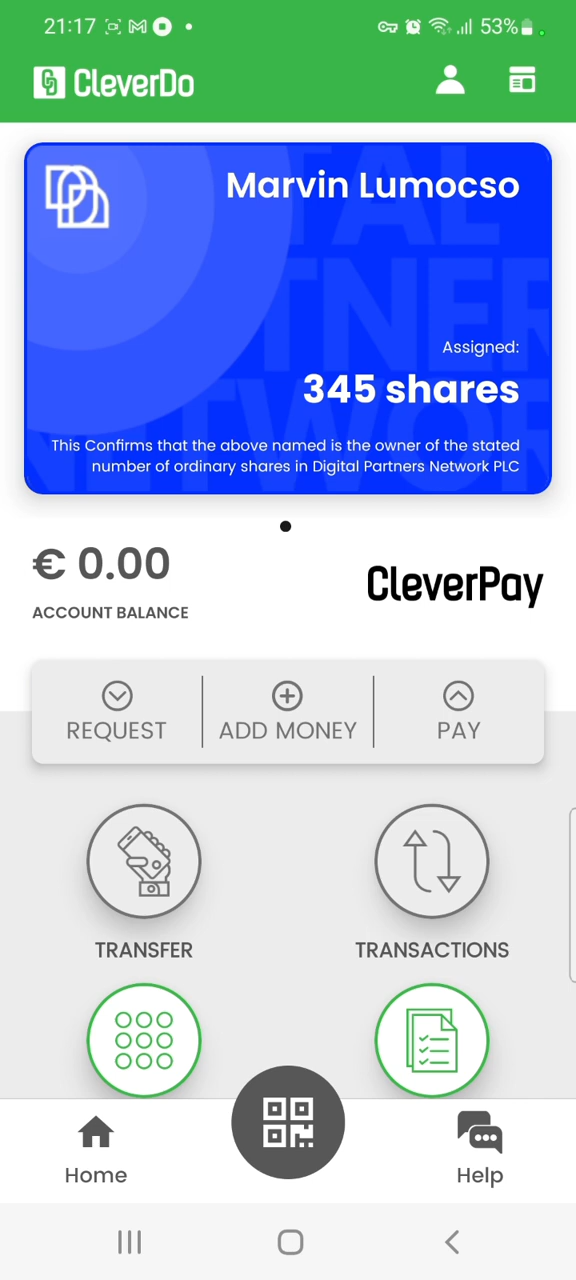 21:17
53%
CleverDo
Marvin Lumocso
Assigned:
345 shares
This Confirms that the above named is the owner of the stated
number of ordinary shares in Digital Partners Network PLC
€ 0.00
CleverPay
ACCOUNT BALANCE
REQUEST
ADD MONEY
PAY
TRANSFER
TRANSACTIONS
Home
Help